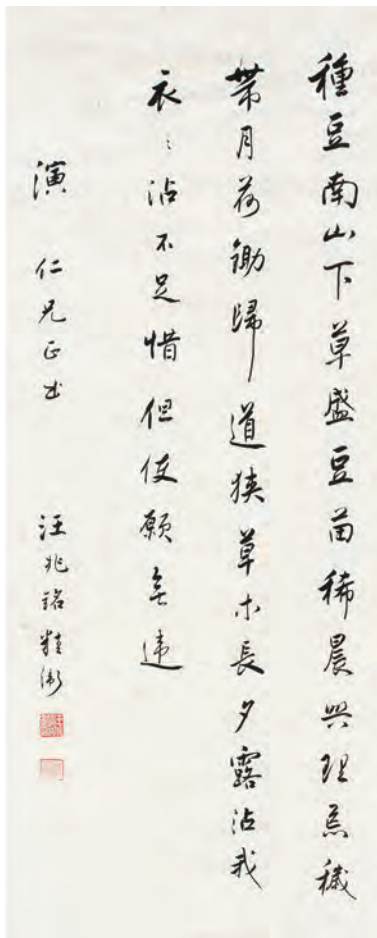 種豆南山下草盛豆苗稀晨興理荒穢
帶月荷鋤歸道狹草木長夕露沾我
衣〻沾不足惜但使願無違
演 仁兄正书 汪兆銘精衞